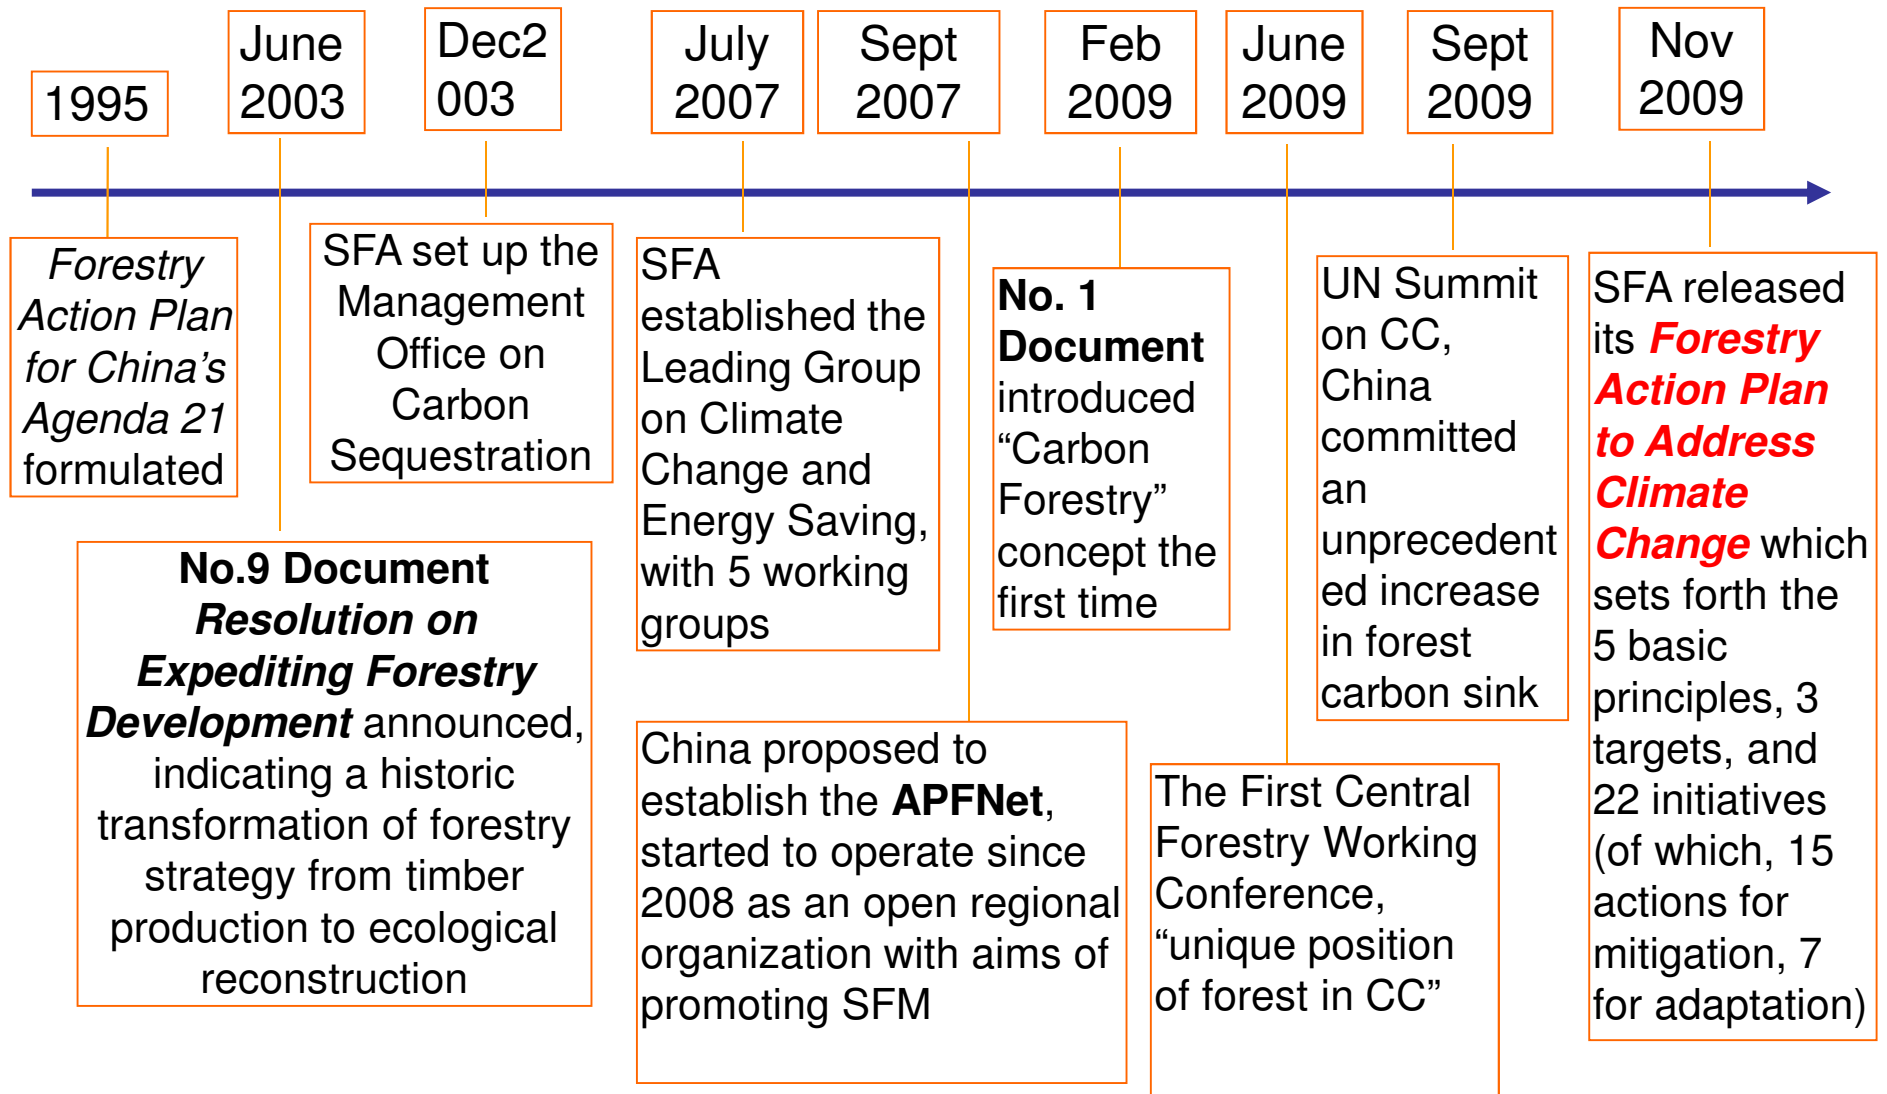 1995
June
2003
Dec2
003
July
2007
Sept
2007
Feb
2009
June
2009
Sept
2009
Nov
2009
Forestry
Action Plan
for China’s
Agenda 21
formulated
No.9 Document
Resolution on
Expediting Forestry
Development announced,
indicating a historic
transformation of forestry
strategy from timber
production to ecological
reconstruction
SFA set up the
Management
Office on
Carbon
Sequestration
SFA
established the
Leading Group
on Climate
Change and
Energy Saving,
with 5 working
groups
China proposed to
establish the APFNet,
started to operate since
2008 as an open regional
organization with aims of
promoting SFM
No. 1
Document
introduced
“Carbon
Forestry”
concept the
first time
The First Central
Forestry Working
Conference,
“unique position
of forest in CC”
UN Summit
on CC,
China
committed
an
unprecedent
ed increase
in forest
carbon sink
SFA released
its Forestry
Action Plan
to Address
Climate
Change which
sets forth the
5 basic
principles, 3
targets, and
22 initiatives
(of which, 15
actions for
mitigation, 7
for adaptation)